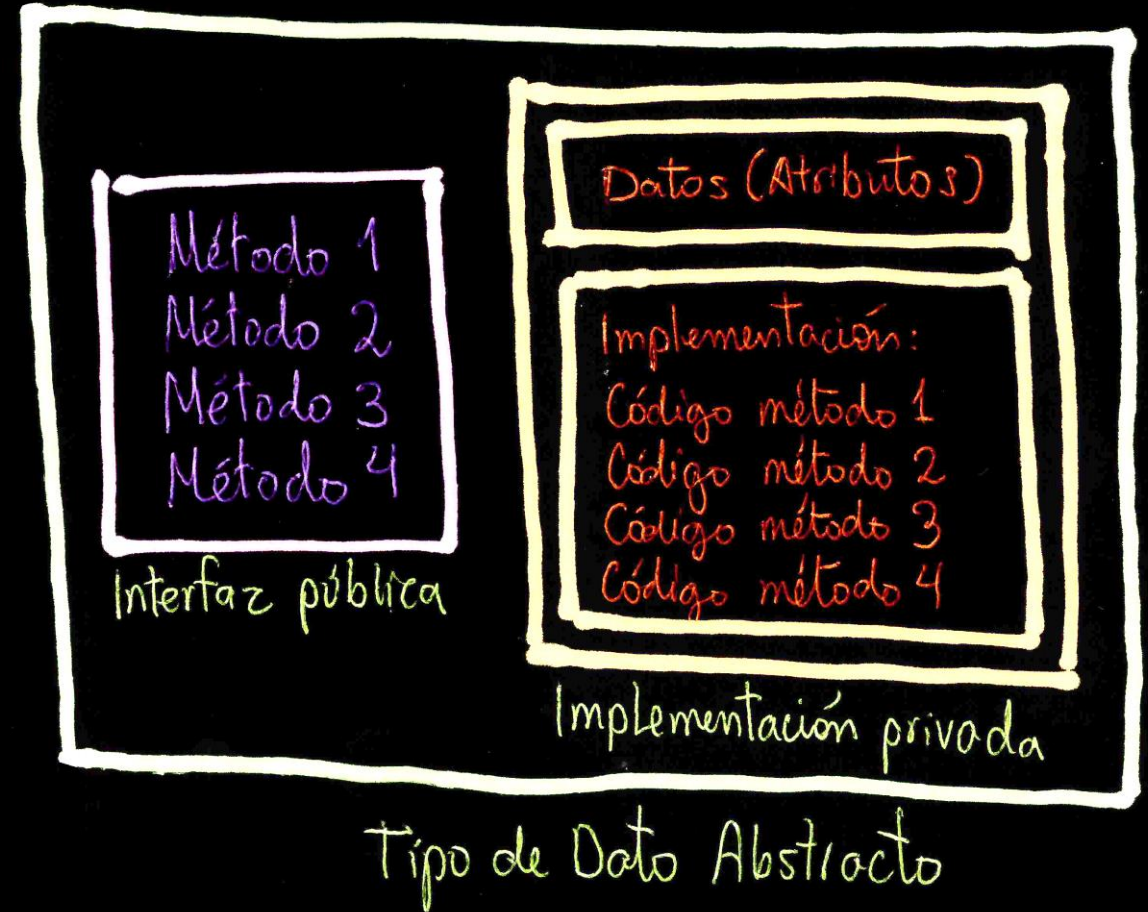 Método 1
Método 2
Método 3
Método 4
Interfaz pública
Datos (Atributos)
Implementación:
Código método 1
Código método 2
Código método 3
Código método 4
Implementación privada
Tipo de Dato Abstracto